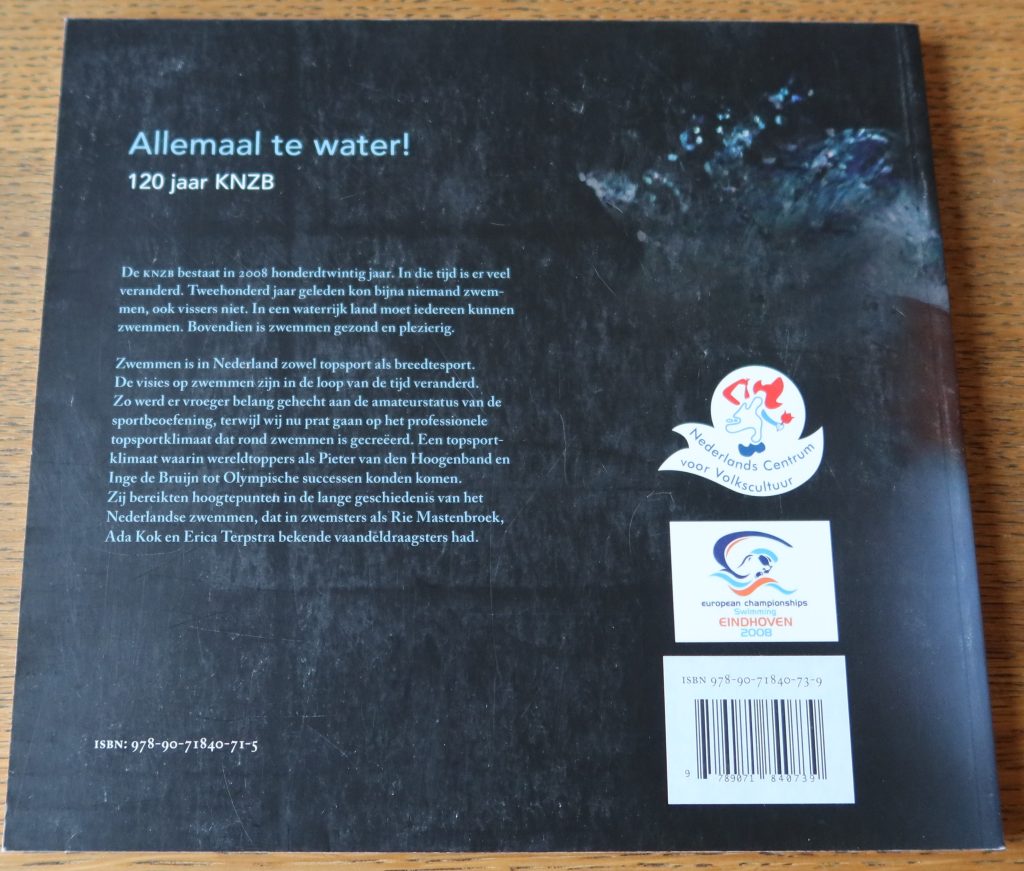 Allemaal te water!
120 jaar KNZB
De KNZB bestaat in 2008 honderdtwintig jaar. In die tijd is er veel
veranderd. Tweehonderd jaar geleden kon bijna niemand zwem-
men, ook vissers niet. In een waterrijk land moet iedereen kunnen
zwemmen. Bovendien is zwemmen gezond en plezierig.
Zwemmen is in Nederland zowel topsport als breedtesport.
De visies op zwemmen zijn in de loop van de tijd veranderd.
Zo werd er vroeger belang gehecht aan de amateurstatus van de
sportbeoefening, terwijl wij nu prat gaan op het professionele
topsportklimaat dat rond zwemmen is gecreëerd. Een topsport-
klimaat waarin wereldtoppers als Pieter van den Hoogenband en
Inge de Bruijn tot Olympische successen konden komen.
Zij bereikten hoogtepunten in de lange geschiedenis van het
Nederlandse zwemmen, dat in zwemsters als Rie Mastenbroek,
Ada Kok en Erica Terpstra bekende vaandeldraagsters had.
ISBN: 978-90-71840-71-5
Nederlands Centrum
voor Volkscultuur
european championships
Swimming
EINDHOVEN
2008
ISBN 978-90-71840-73-9
9 789071 840739